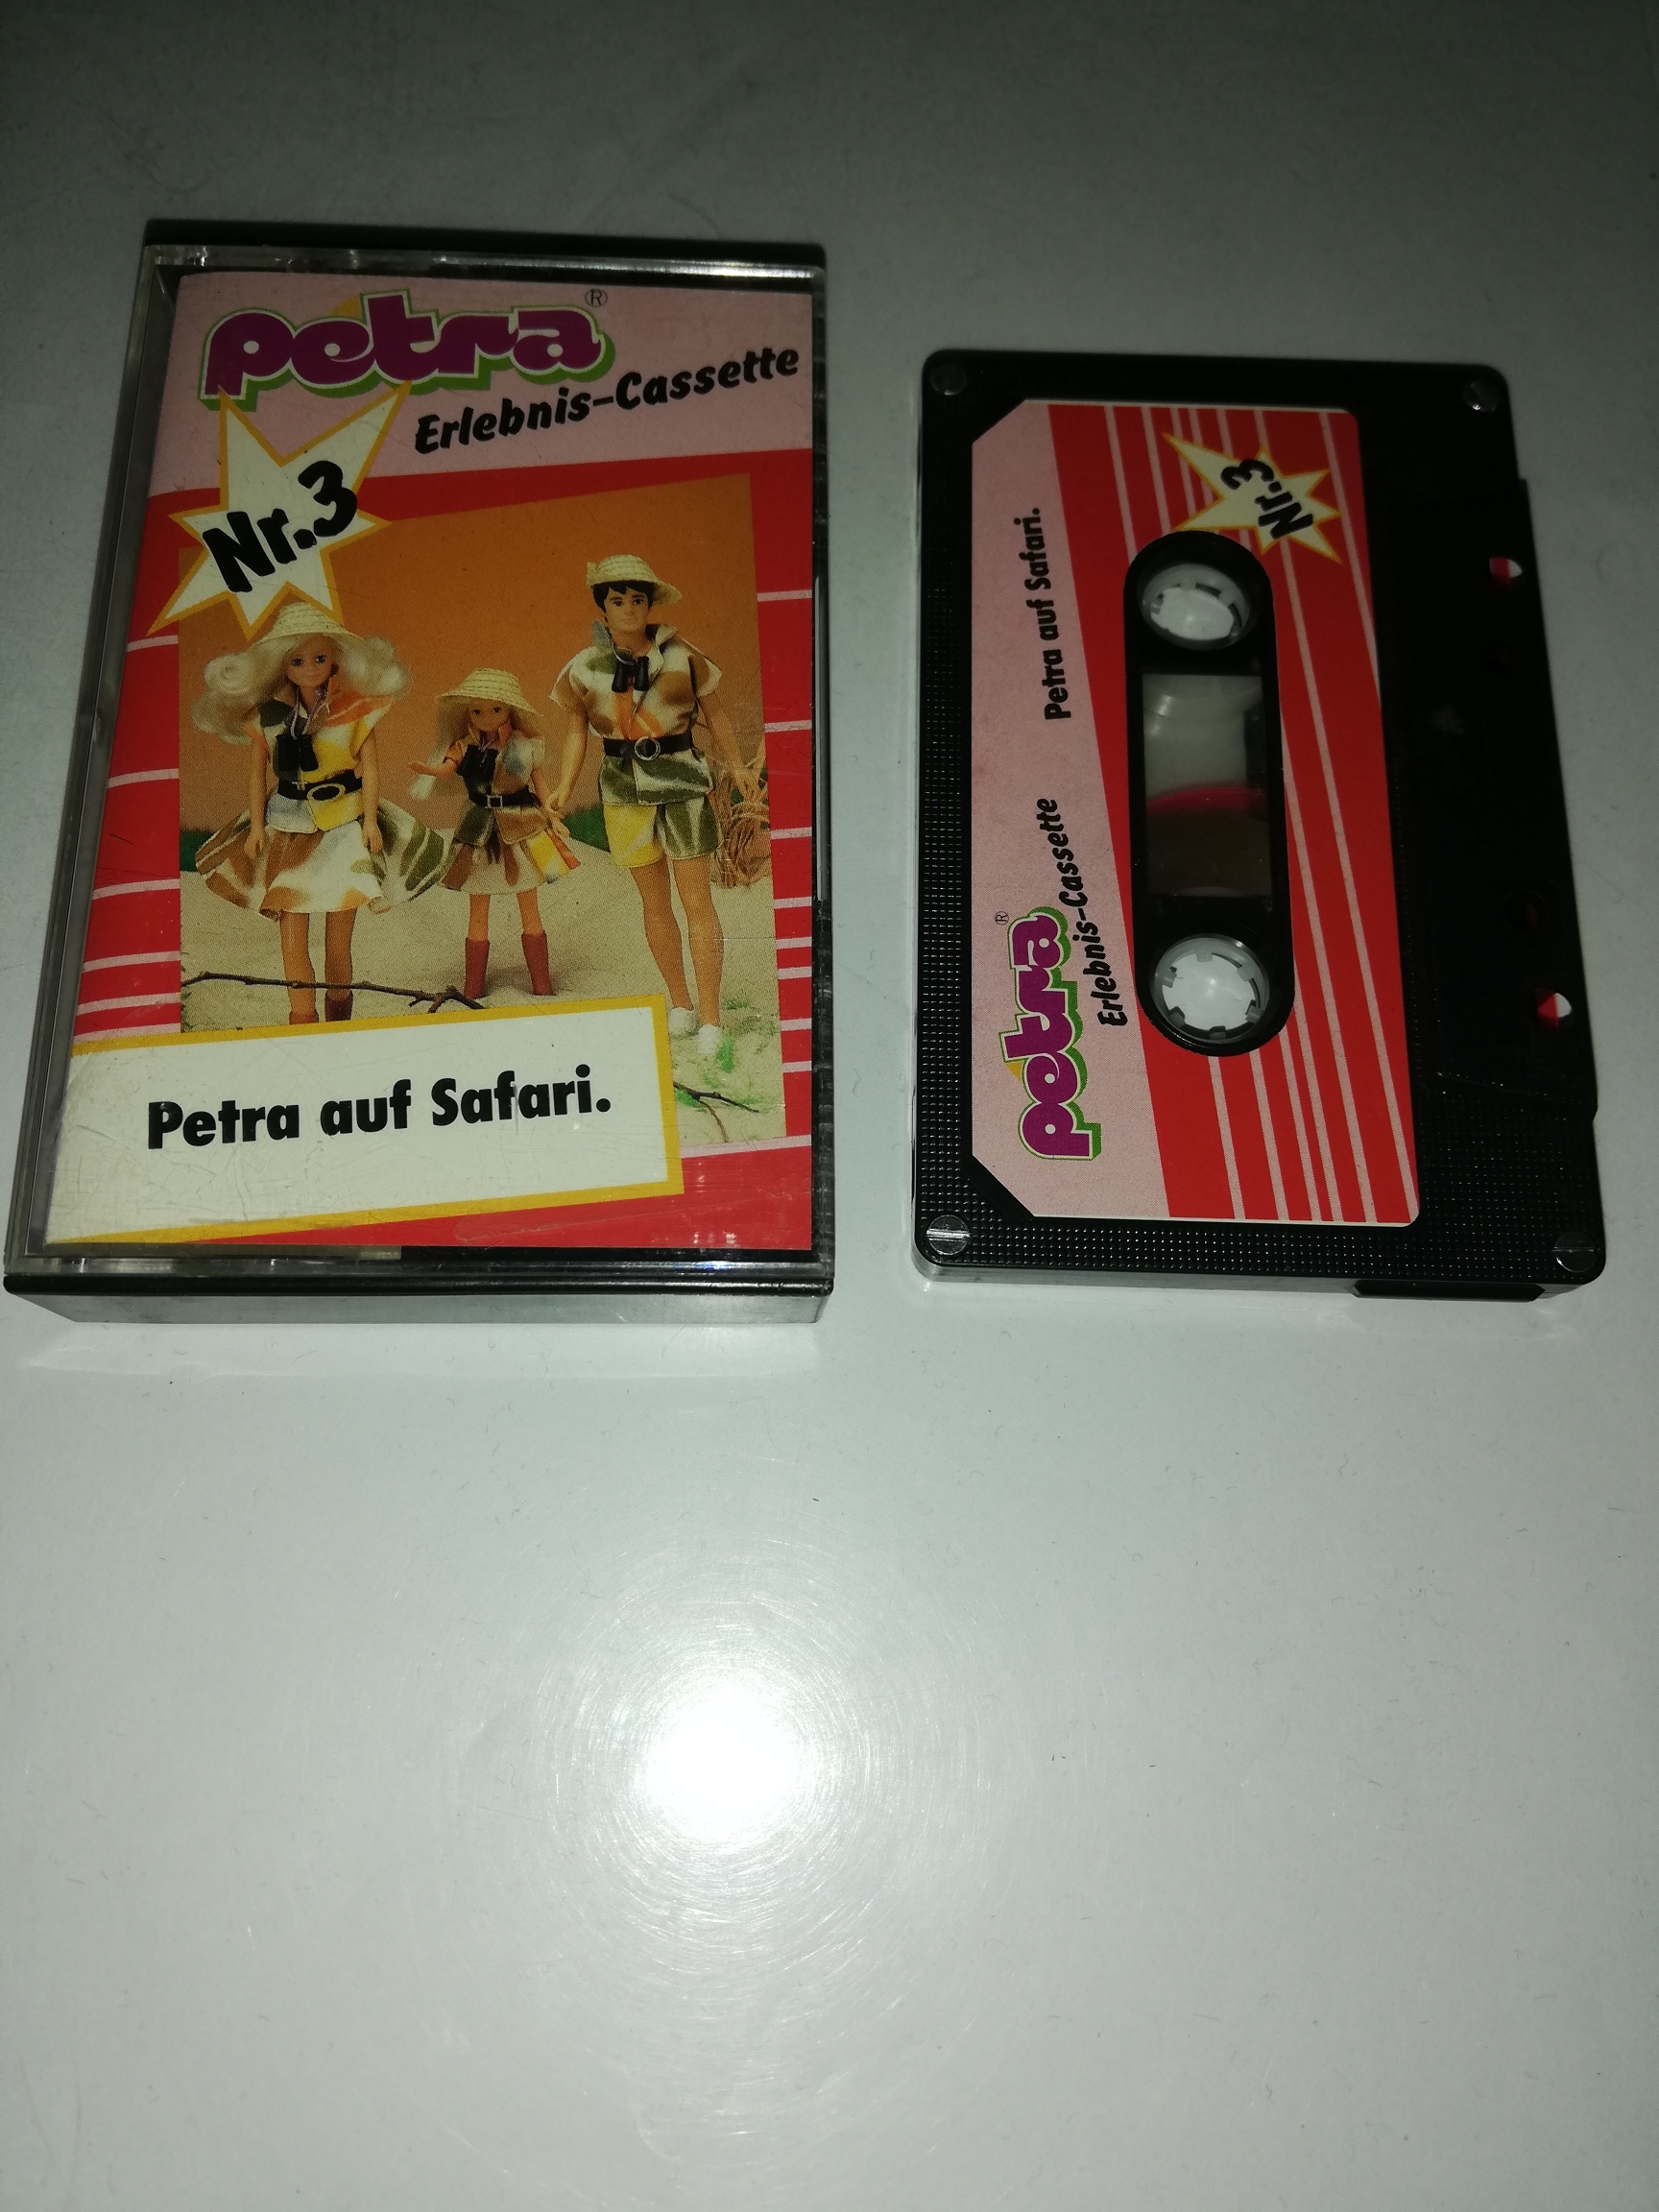 petra®
Erlebnis-Cassette
Nr.3
Petra auf Safari.
petra®
Erlebnis-Cassette
Petra auf Safari.
Nr.3